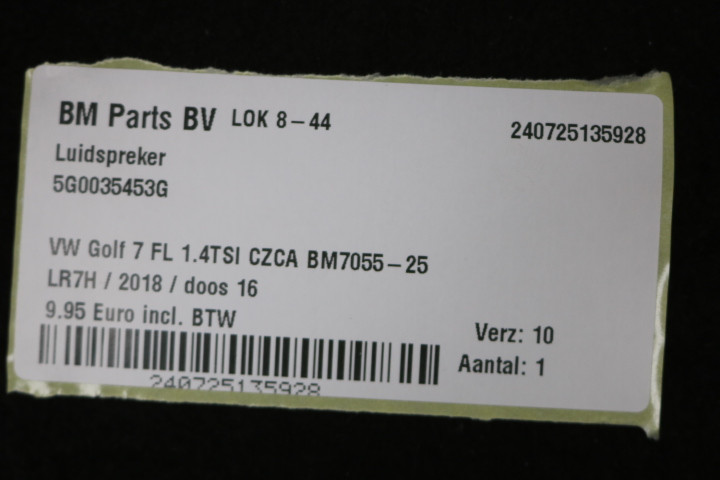 BM Parts BV LOK 8-44 240725135928
Luidspreker
5G0035453G
VW Golf 7 FL 1.4TSI CZCA BM7055-25
LR7H / 2018 / doos 16
9.95 Euro incl. BTW
Verz: 10
Aantal: 1
240725135928